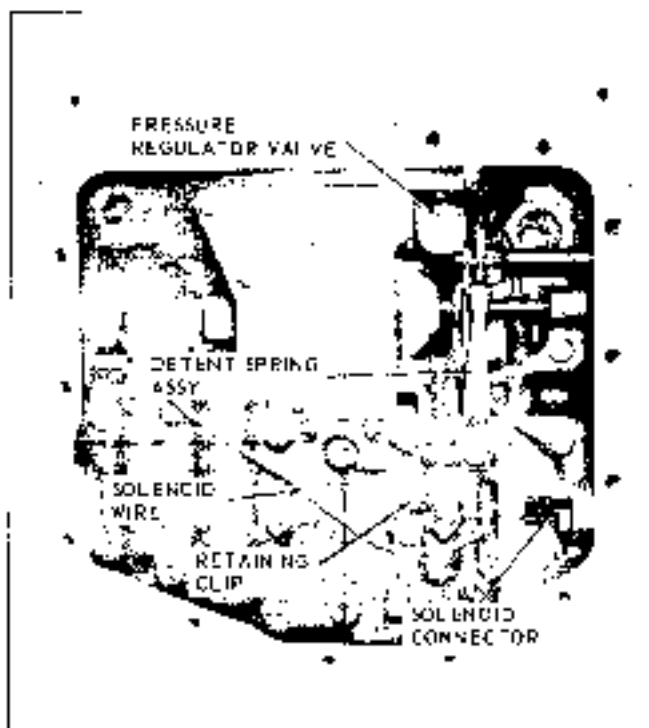 PRESSURE
REGULATOR VALVE
DETENT SPRING
ASSY
SOLENOID
WIRE
RETAINING
CLIP
SOLENOID
CONNECTOR